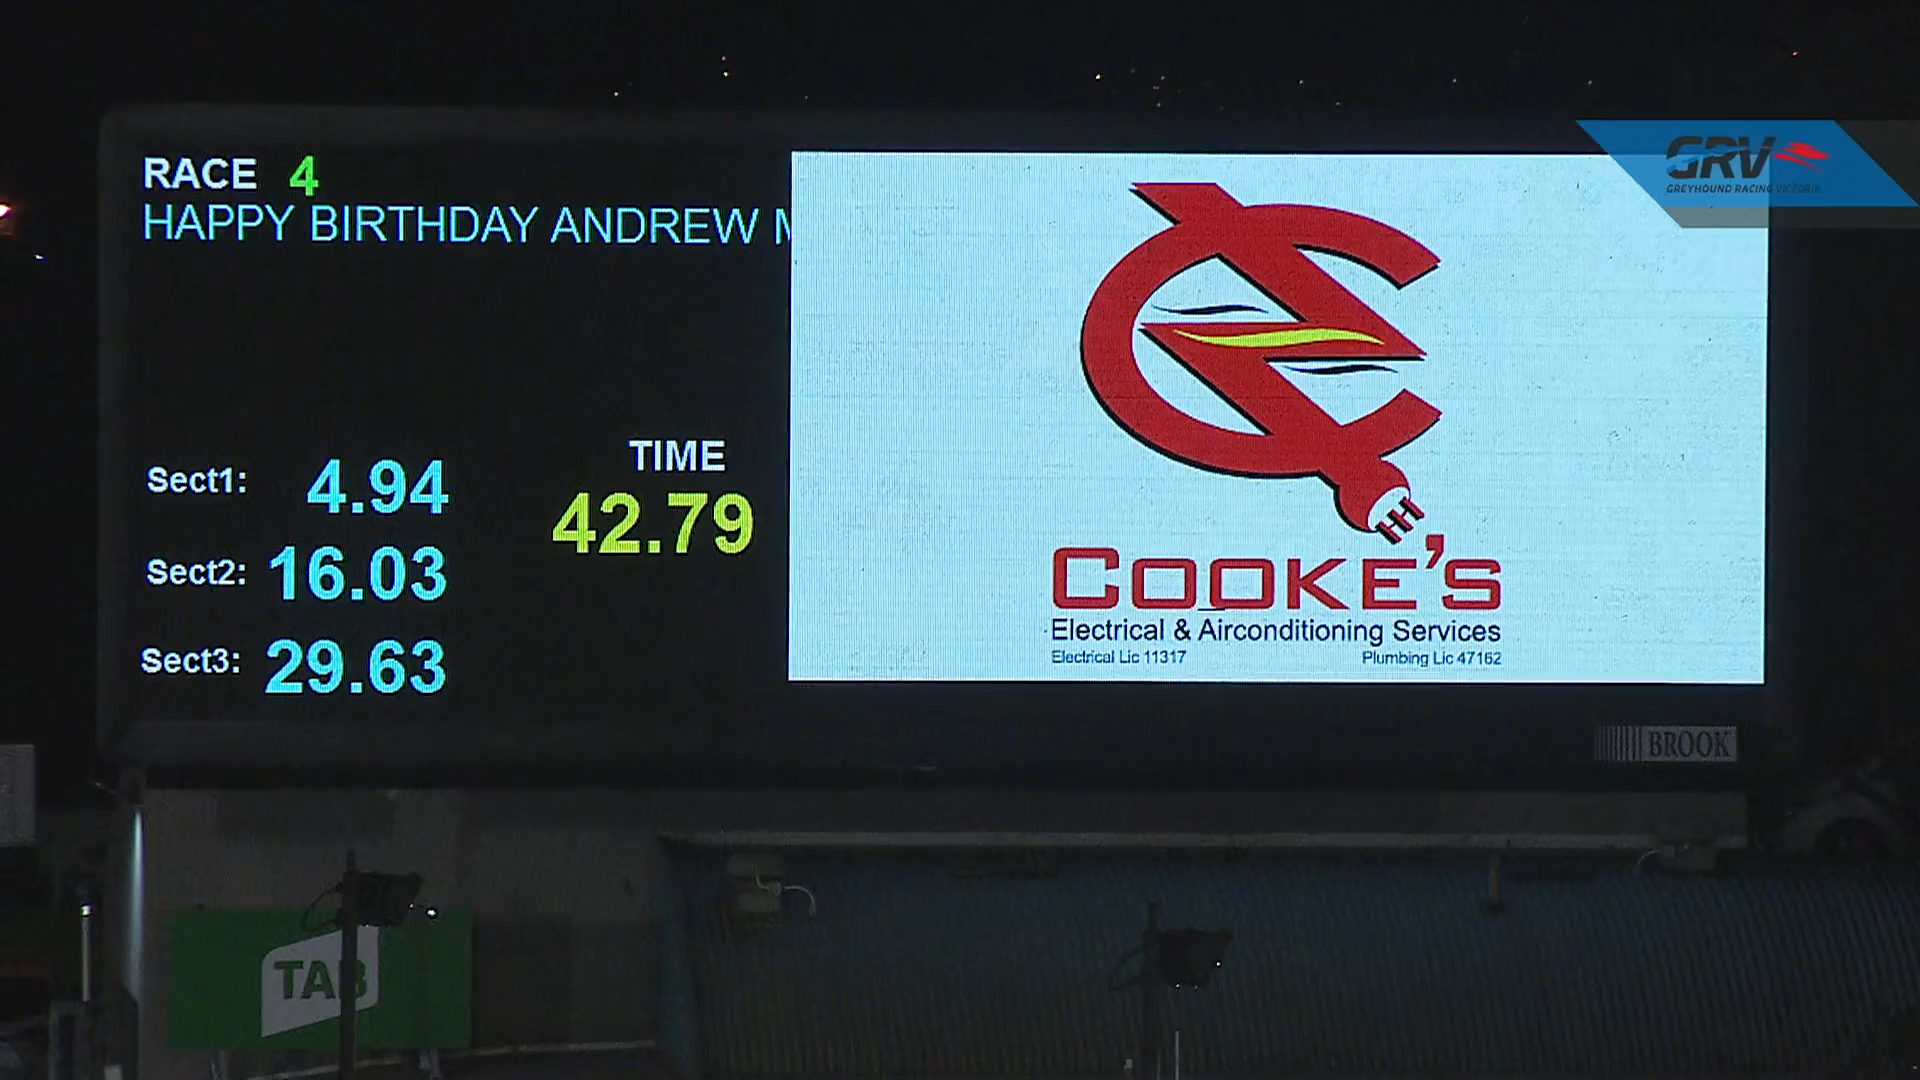 RACE 4
HAPPY BIRTHDAY ANDREW
Sect1: 4.94
Sect2: 16.03
Sect3: 29.63
TIME
42.79
COOKE'S
Electrical & Airconditioning Services
Electrical Lic 11317 Plumbing Lic 47162
GRV
GREYHOUND RACING VICTORIA
BROOK
TAB